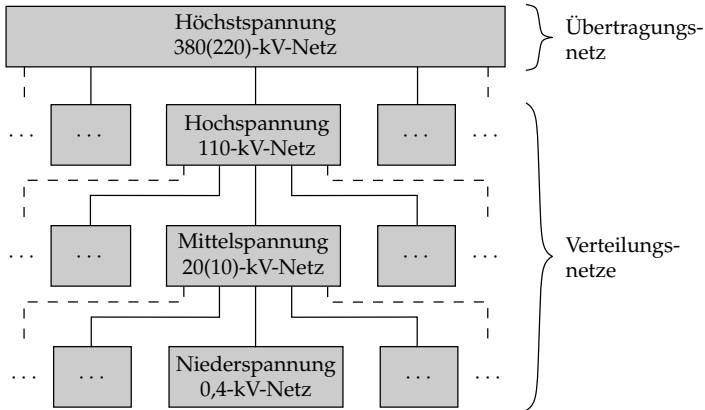 Höchstspannung
380(220)-kV-Netz
Übertragungs-
netz
... ... Hochspannung ... ...
110-kV-Netz
... ... Mittelspannung ... ...
20(10)-kV-Netz
Verteilungs-
netze
... ... Niederspannung ... ...
0,4-kV-Netz